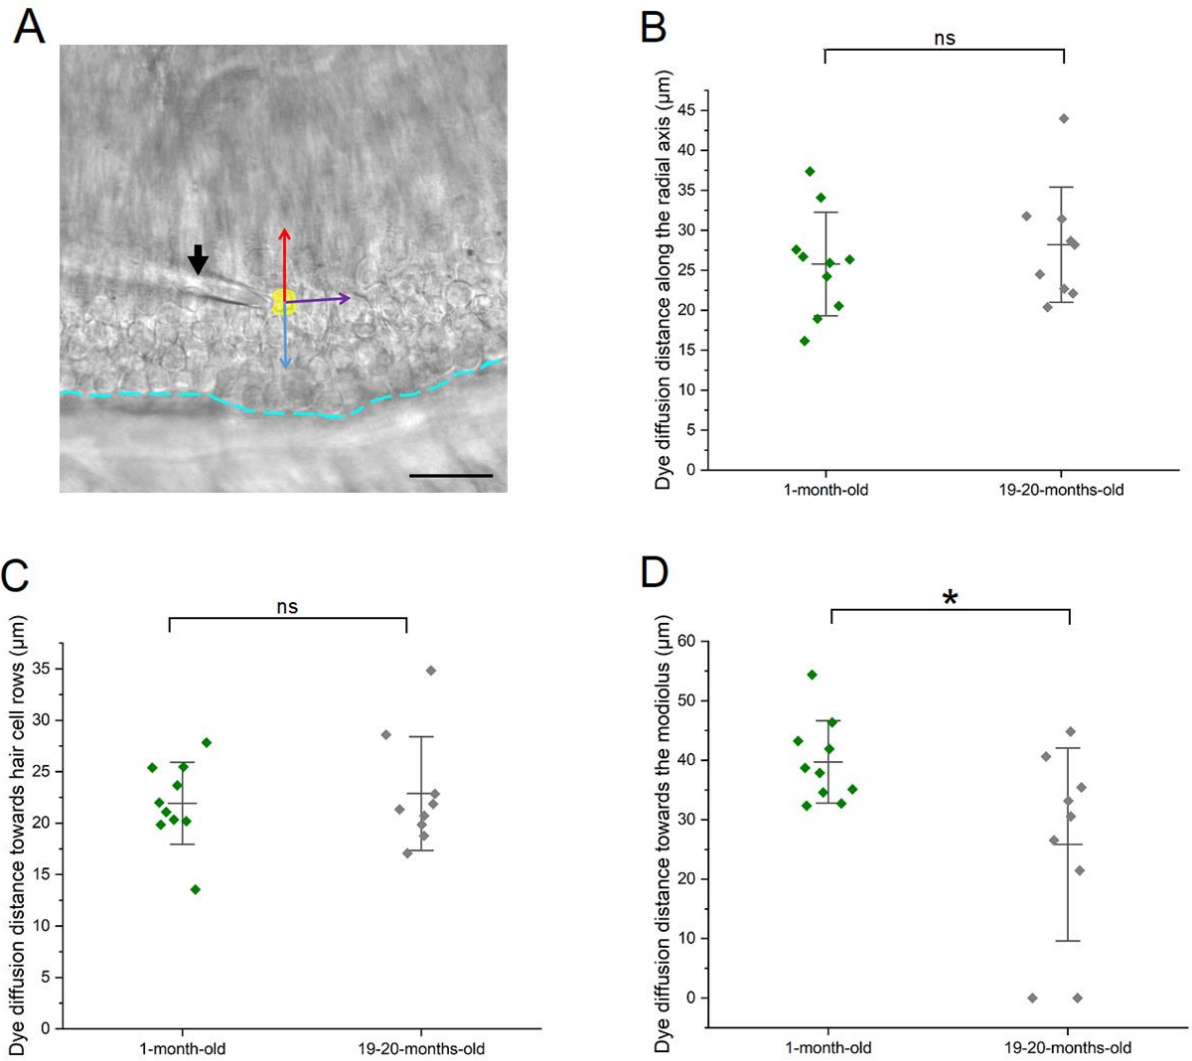 A
B
ns
Dye diffusion distance along the radial axis (µm)
45
40
35
30
25
20
15
10
5
0
1-month-old
19-20-months-old
C
ns
Dye diffusion distance towards hair cell rows (µm)
35
30
25
20
15
10
5
0
1-month-old
19-20-months-old
D
*
Dye diffusion distance towards the modiolus (µm)
60
50
40
30
20
10
0
1-month-old
19-20-months-old